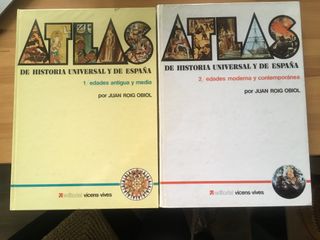 ATLAS
DE HISTORIA UNIVERSAL Y DE ESPAÑA
1/edades antigua y media
por JUAN ROIG OBIOL
editorial vicens-vives
ATLAS
DE HISTORIA UNIVERSAL Y DE ESPAÑA
2/edades moderna y contemporánea
por JUAN ROIG OBIOL
editorial vicens-vives